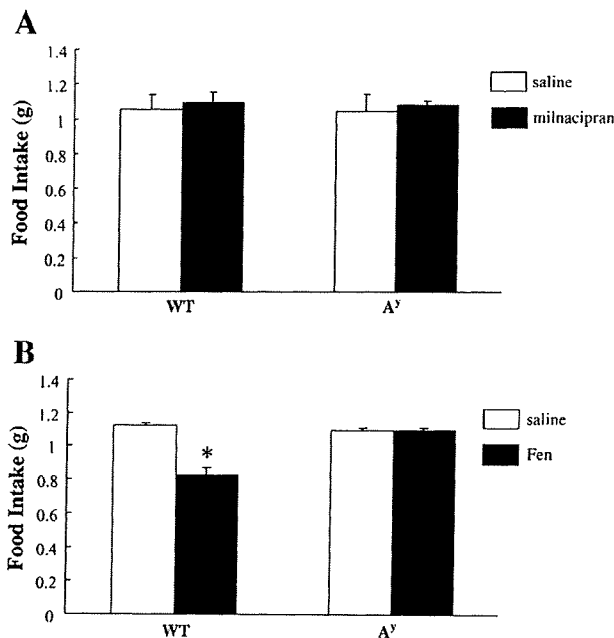 A
Food Intake (g)
1.4
1.2
1
0.8
0.6
0.4
0.2
0
WT
A^y
saline
milnacipran
B
Food Intake (g)
1.4
1.2
1
0.8
0.6
0.4
0.2
0
*
WT
A^y
saline
Fen